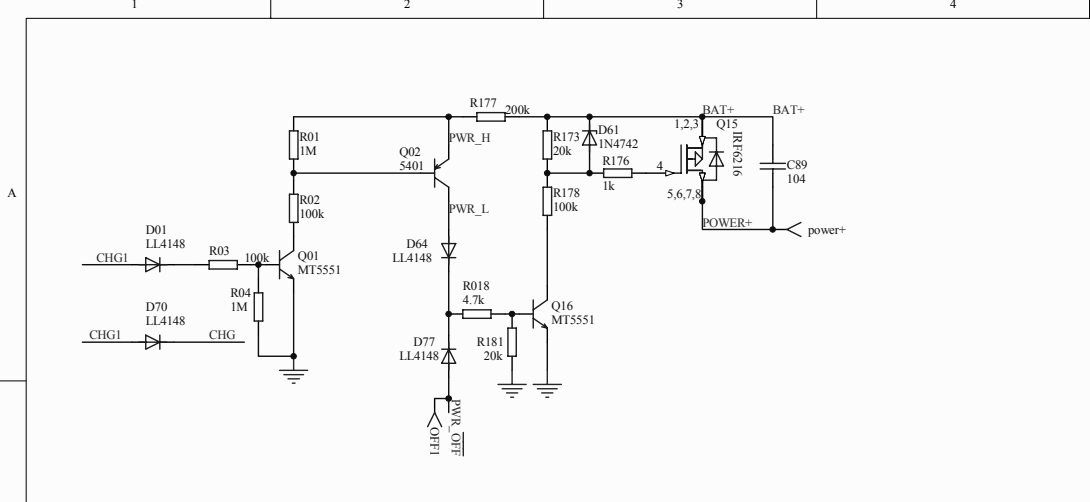 1
2
3
4
A
R177
200k
BAT+
BAT+
R01
1M
PWR_H
R173
20k
D61
1N4742
1,2,3
Q15
IRF6216
Q02
5401
R176
1k
4
C89
104
R02
100k
PWR_L
R178
100k
5,6,7,8
POWER+
power+
D01
LL4148
CHG1
R03
100k
Q01
MT5551
D64
LL4148
R04
1M
R018
4.7k
Q16
MT5551
D70
LL4148
CHG1
CHG
D77
LL4148
R181
20k
OFF1
PWR_OFF